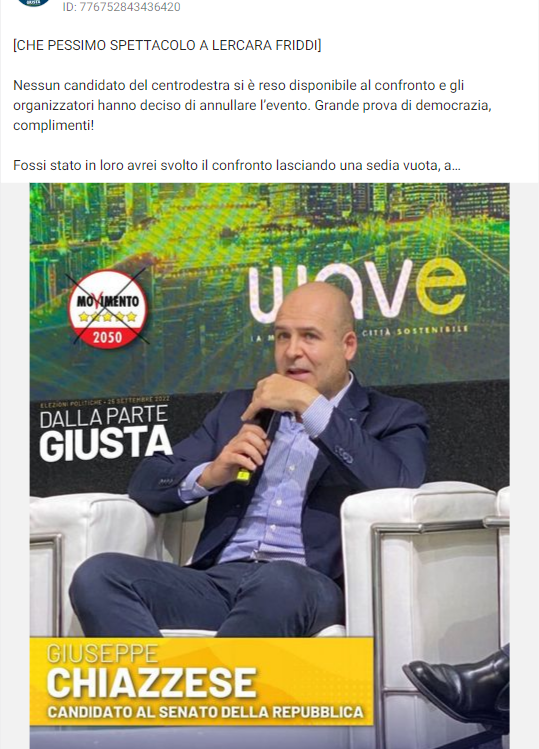 GIUSTA
ID: 776752843436420
[CHE PESSIMO SPETTACOLO A LERCARA FRIDDI]
Nessun candidato del centrodestra si è reso disponibile al confronto e gli
organizzatori hanno deciso di annullare l'evento. Grande prova di democrazia,
complimenti!
Fossi stato in loro avrei svolto il confronto lasciando una sedia vuota, a…
wave
CITTÀ SOSTENIBILE
MOVIMENTO
2050
ELEZIONI POLITICHE • 25 SETTEMBRE 2022
DALLA PARTE
GIUSTA
GIUSEPPE
CHIAZZESE
CANDIDATO AL SENATO DELLA REPUBBLICA